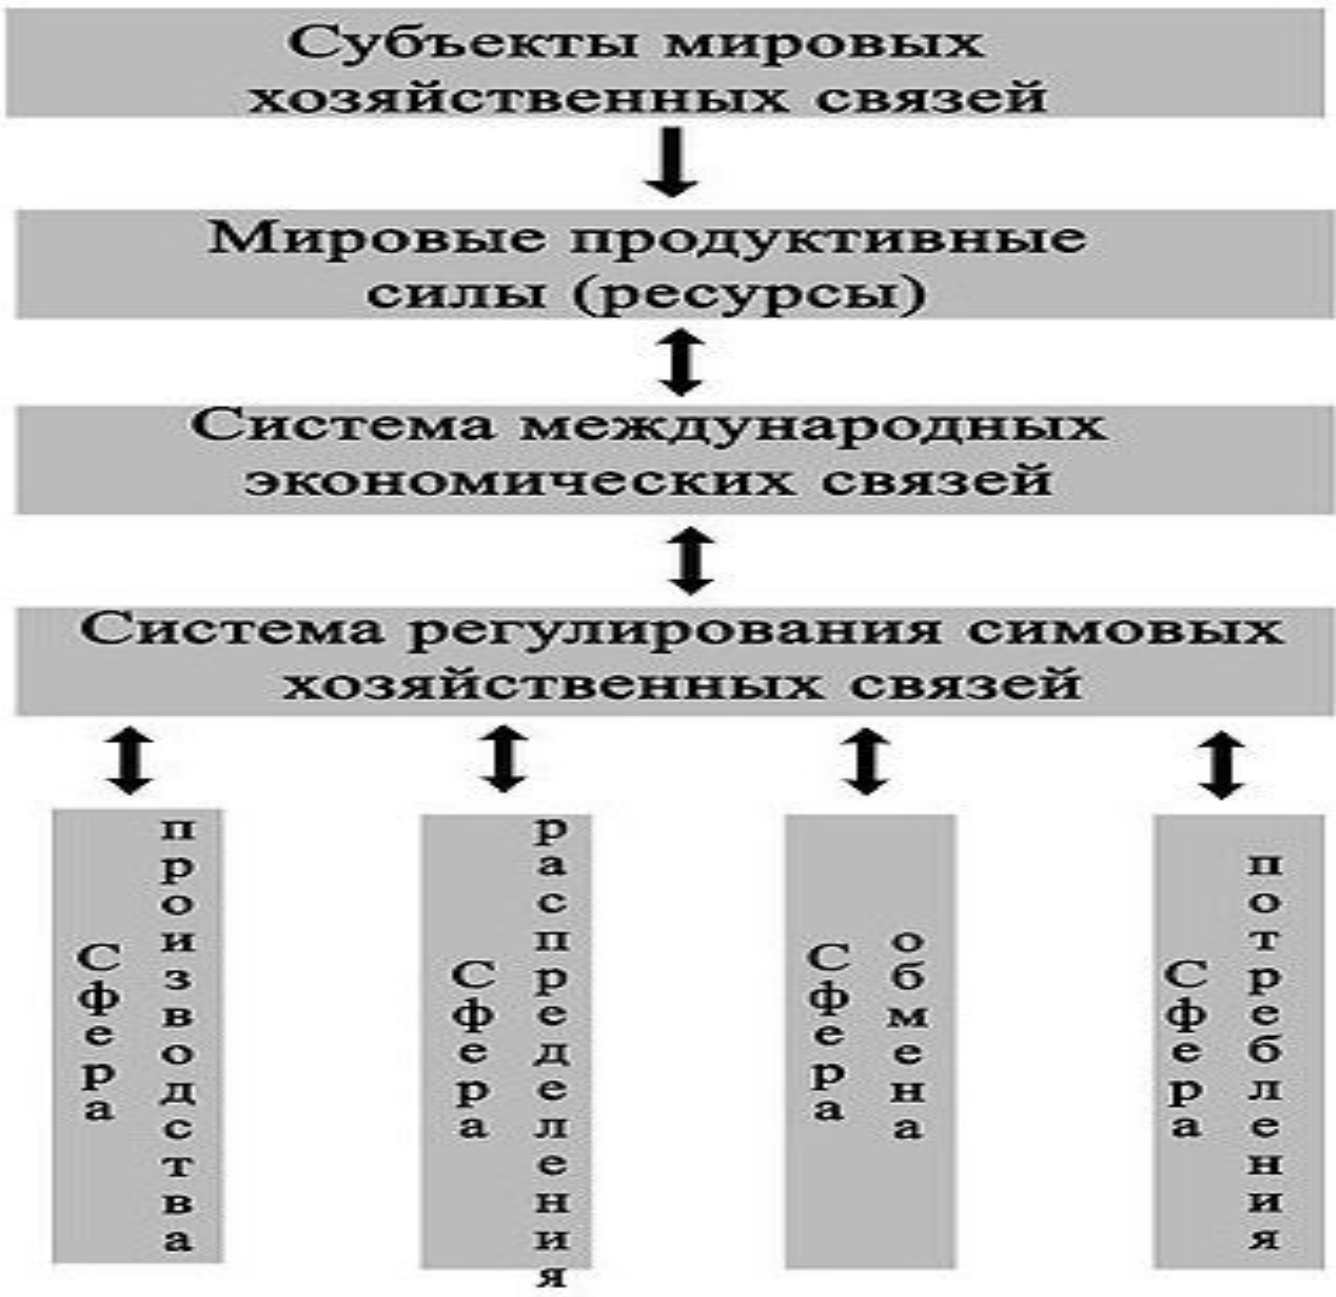 Субъекты мировых
хозяйственных связей
Мировые продуктивные
силы (ресурсы)
Система международных
экономических связей
Система регулирования симовых
хозяйственных связей
Сфера
производства
Сфера
распределения
Сфера
обмена
Сфера
потребления